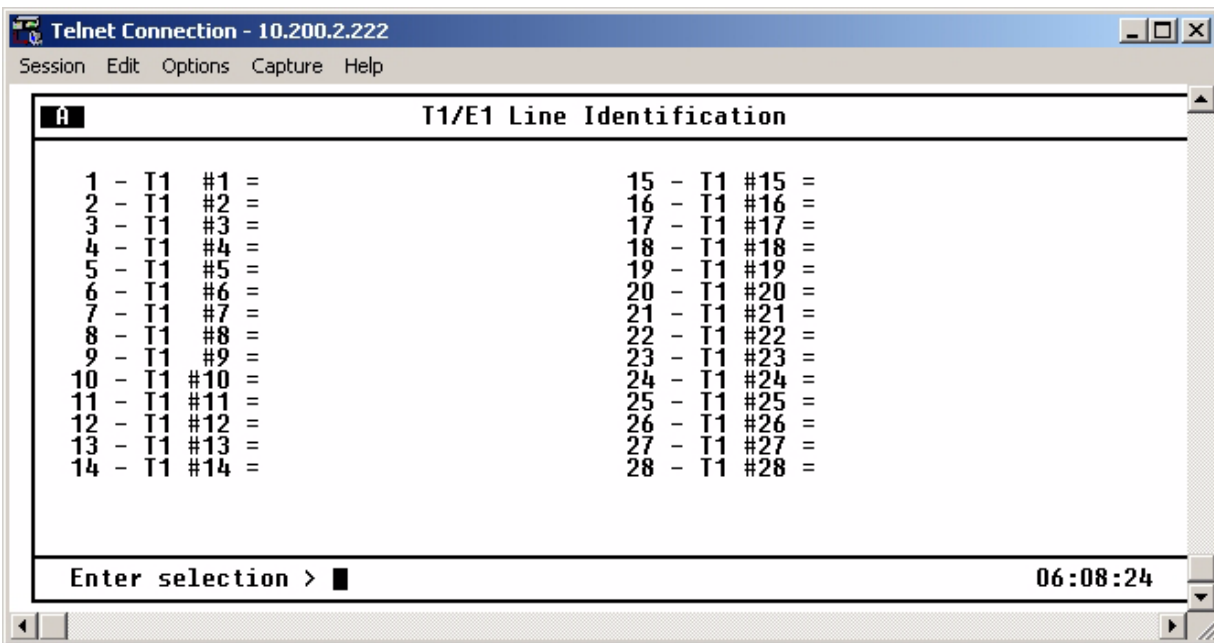 Telnet Connection - 10.200.2.222
Session Edit Options Capture Help
A T1/E1 Line Identification
1 - T1 #1 =
2 - T1 #2 =
3 - T1 #3 =
4 - T1 #4 =
5 - T1 #5 =
6 - T1 #6 =
7 - T1 #7 =
8 - T1 #8 =
9 - T1 #9 =
10 - T1 #10 =
11 - T1 #11 =
12 - T1 #12 =
13 - T1 #13 =
14 - T1 #14 =
15 - T1 #15 =
16 - T1 #16 =
17 - T1 #17 =
18 - T1 #18 =
19 - T1 #19 =
20 - T1 #20 =
21 - T1 #21 =
22 - T1 #22 =
23 - T1 #23 =
24 - T1 #24 =
25 - T1 #25 =
26 - T1 #26 =
27 - T1 #27 =
28 - T1 #28 =
Enter selection > 06:08:24